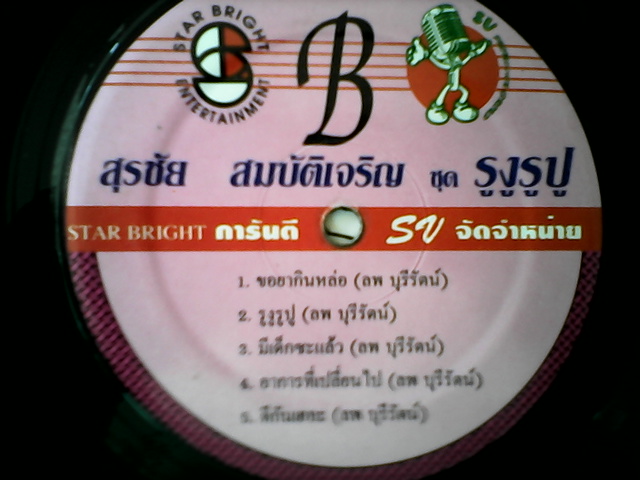 STAR BRIGHT
ENTERTAINMENT
B
SV
สุรชัย สมบัติเจริญ ชุด รูงูรูปู
STAR BRIGHT การันตี SV จัดจำหน่าย
1. ขอยากินหล่อ (ลพ บุรีรัตน์)
2. รูงูรูปู (ลพ บุรีรัตน์)
3. มีเด็กซะแล้ว (ลพ บุรีรัตน์)
4. อาการที่เปลี่ยนไป (ลพ บุรีรัตน์)
5. ดีกันเถอะ (ลพ บุรีรัตน์)